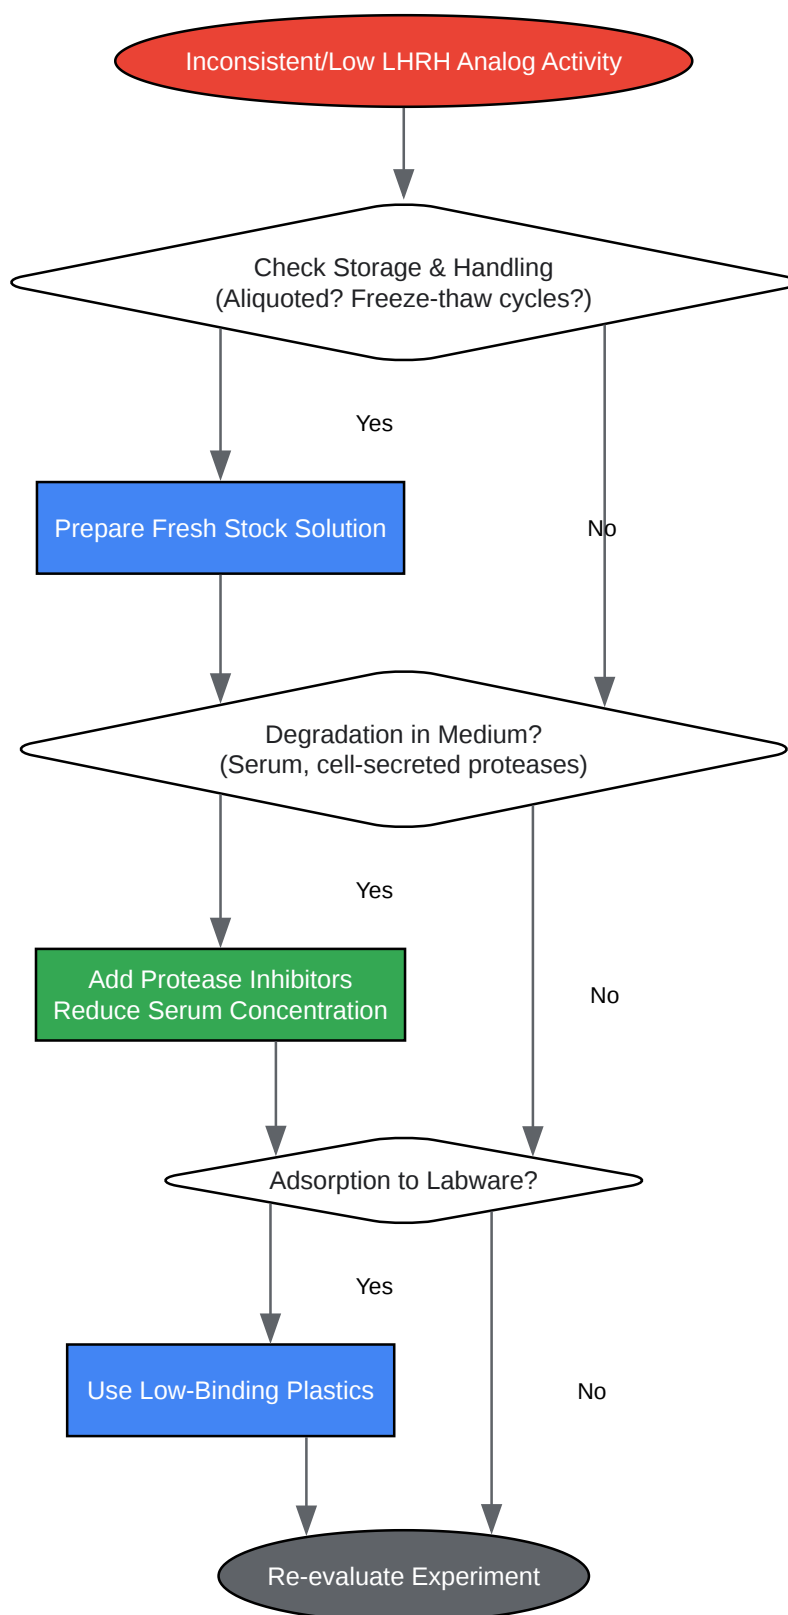 Inconsistent/Low LHRH Analog Activity
Check Storage & Handling
(Aliquoted? Freeze-thaw cycles?)
Yes
Prepare Fresh Stock Solution
No
Degradation in Medium?
(Serum, cell-secreted proteases)
Yes
Add Protease Inhibitors
Reduce Serum Concentration
No
Adsorption to Labware?
Yes
Use Low-Binding Plastics
No
Re-evaluate Experiment